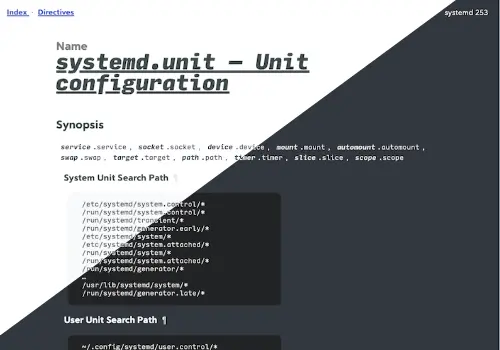 Index · Directives
systemd 253
Name
systemd.unit — Unit
configuration
Synopsis
service.service, socket.socket, device.device, mount.mount, automount.automount,
swap.swap, target.target, path.path, timer.timer, slice.slice, scope.scope
System Unit Search Path ¶
/etc/systemd/system.control/*
/run/systemd/system.control/*
/run/systemd/transient/*
/run/systemd/generator.early/*
/etc/systemd/system/*
/etc/systemd/system.attached/*
/run/systemd/system/*
/run/systemd/system.attached/*
/run/systemd/generator/*
…
/usr/lib/systemd/system/*
/run/systemd/generator.late/*
User Unit Search Path ¶
~/.config/systemd/user.control/*